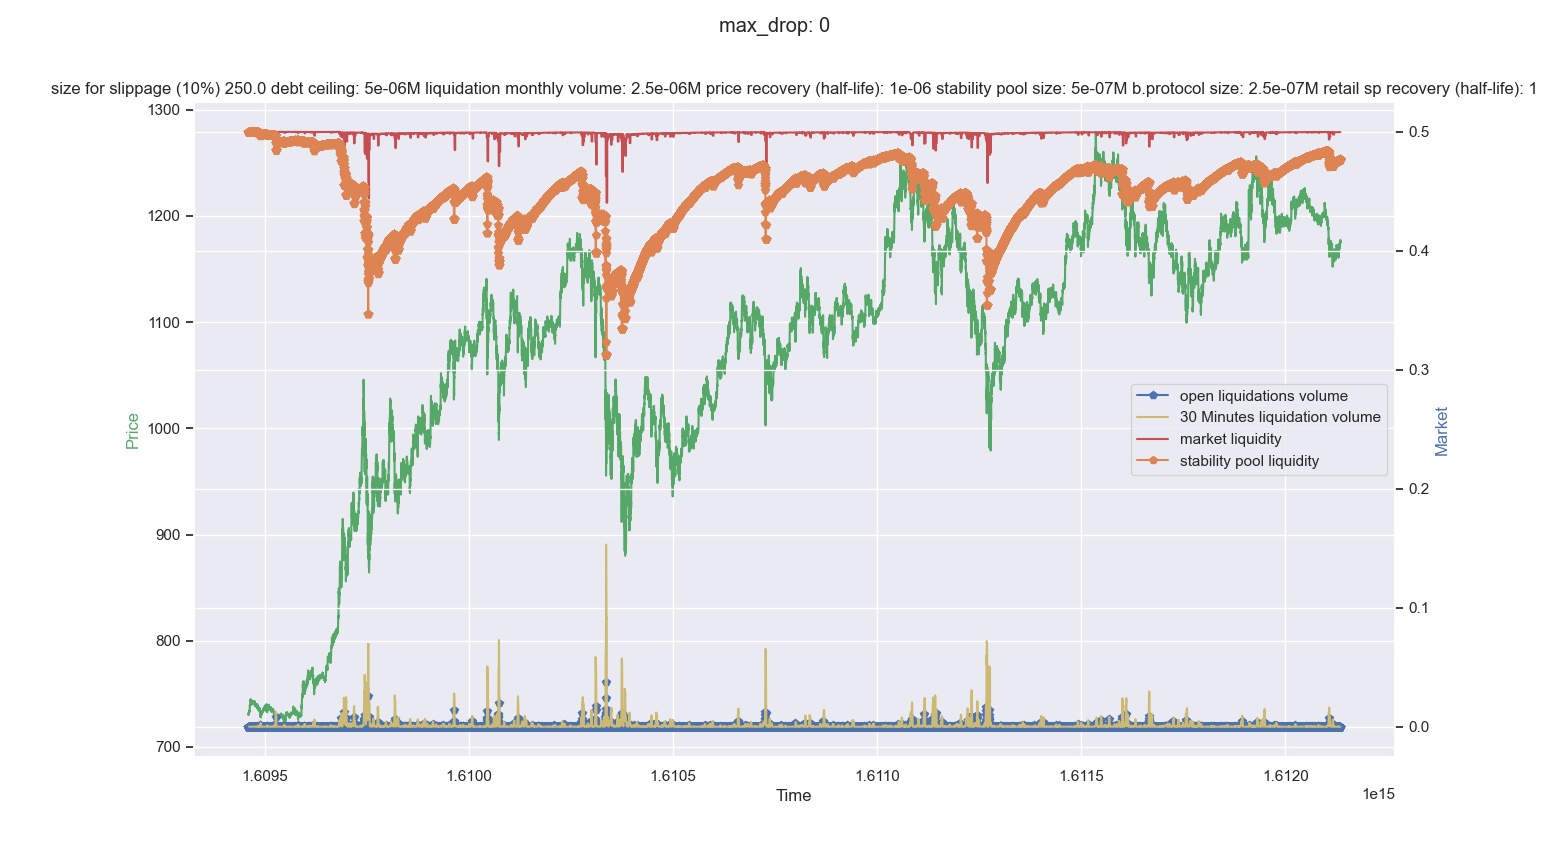 max_drop: 0
size for slippage (10%) 250.0 debt ceiling: 5e-06M liquidation monthly volume: 2.5e-06M price recovery (half-life): 1e-06 stability pool size: 5e-07M b.protocol size: 2.5e-07M retail sp recovery (half-life): 1
1300
1200
1100
1000
900
800
700
Price
0.5
0.4
0.3
0.2
0.1
0.0
Market
open liquidations volume
30 Minutes liquidation volume
market liquidity
stability pool liquidity
1.6095 1.6100 1.6105 1.6110 1.6115 1.6120
Time
1e15